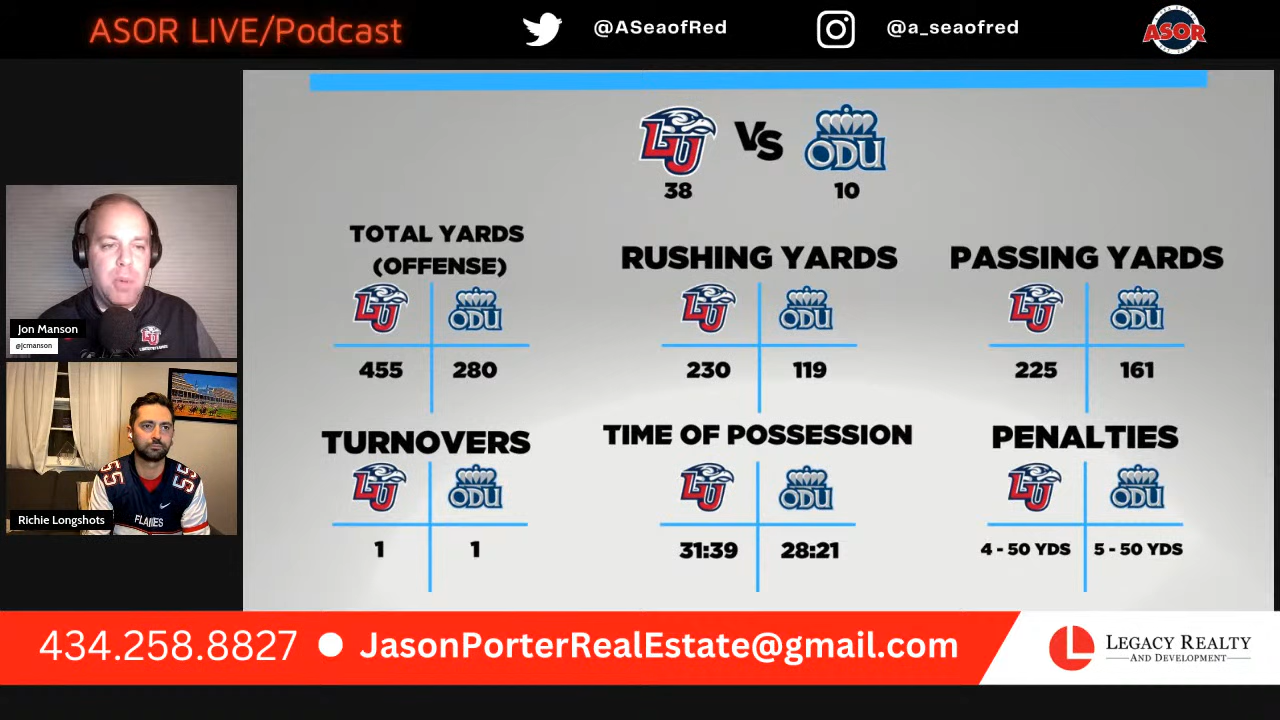 ASOR LIVE/Podcast
@ASeaofRed
@a_seaofred
ASOR
LU VS ODU
38 10
TOTAL YARDS
(OFFENSE)
LU ODU
455 280
RUSHING YARDS
LU ODU
230 119
PASSING YARDS
LU ODU
225 161
TURNOVERS
LU ODU
1 1
TIME OF POSSESSION
LU ODU
31:39 28:21
PENALTIES
LU ODU
4 - 50 YDS 5 - 50 YDS
Jon Manson
@jcmanson
55 55
FLAMES
Richie Longshots
434.258.8827 ● JasonPorterRealEstate@gmail.com
LEGACY REALTY
AND DEVELOPMENT